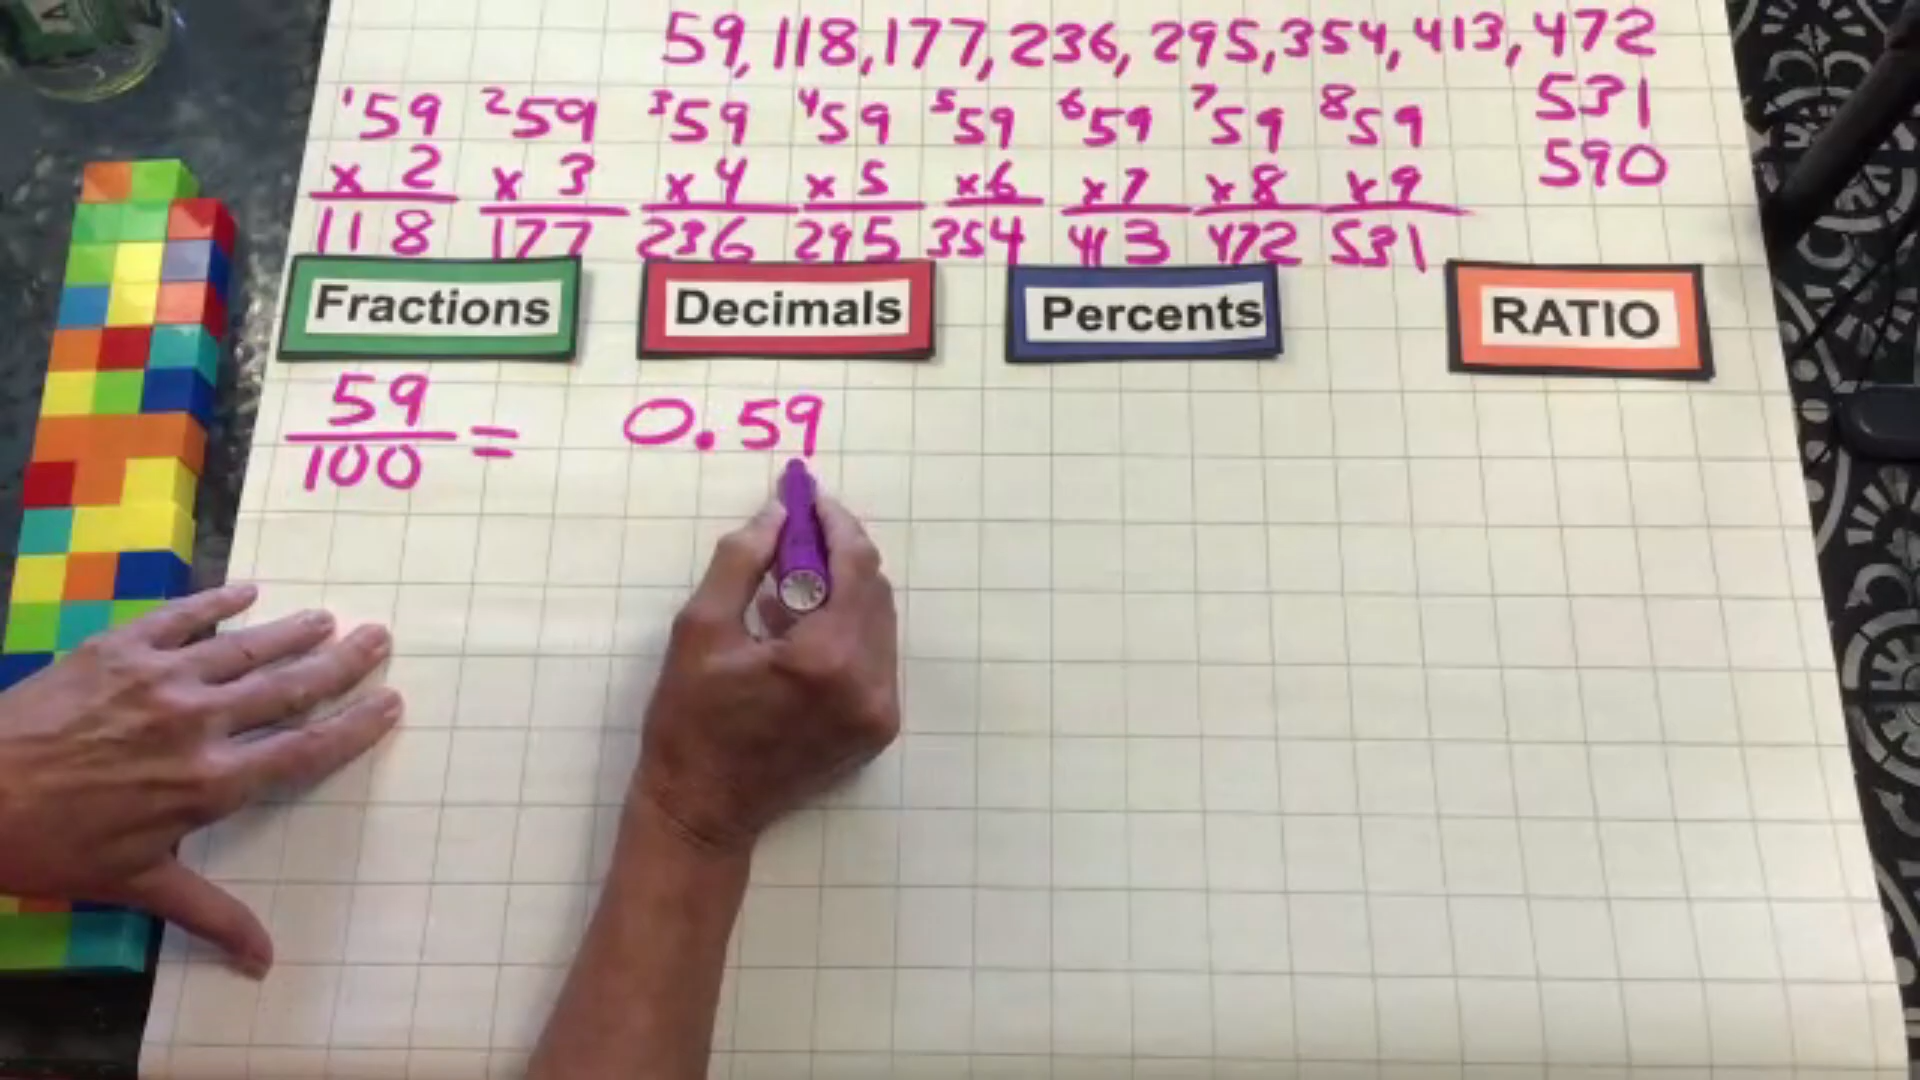 59, 118, 177, 236, 295, 354, 413, 472
531
590
¹59 ²59 ³59 ⁴59 ⁵59 ⁶59 ⁷59 ⁸59
x 2 x 3 x 4 x 5 x 6 x 7 x 8 x 9
118 177 236 295 354 413 472 531
Fractions Decimals Percents RATIO
59
100
= 0.59